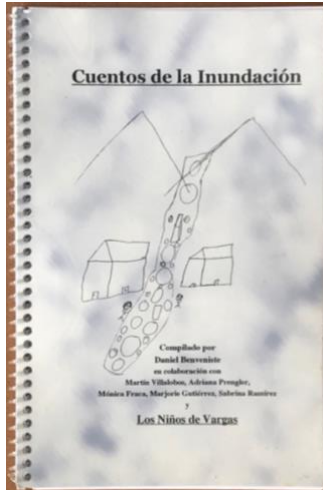 Cuentos de la Inundación
Compilado por
Daniel Benveniste
en colaboración con
Martín Villalobos, Adriana Prengler,
Mónica Fraca, Marjorie Gutiérrez, Sabrina Ramírez
y
Los Niños de Vargas